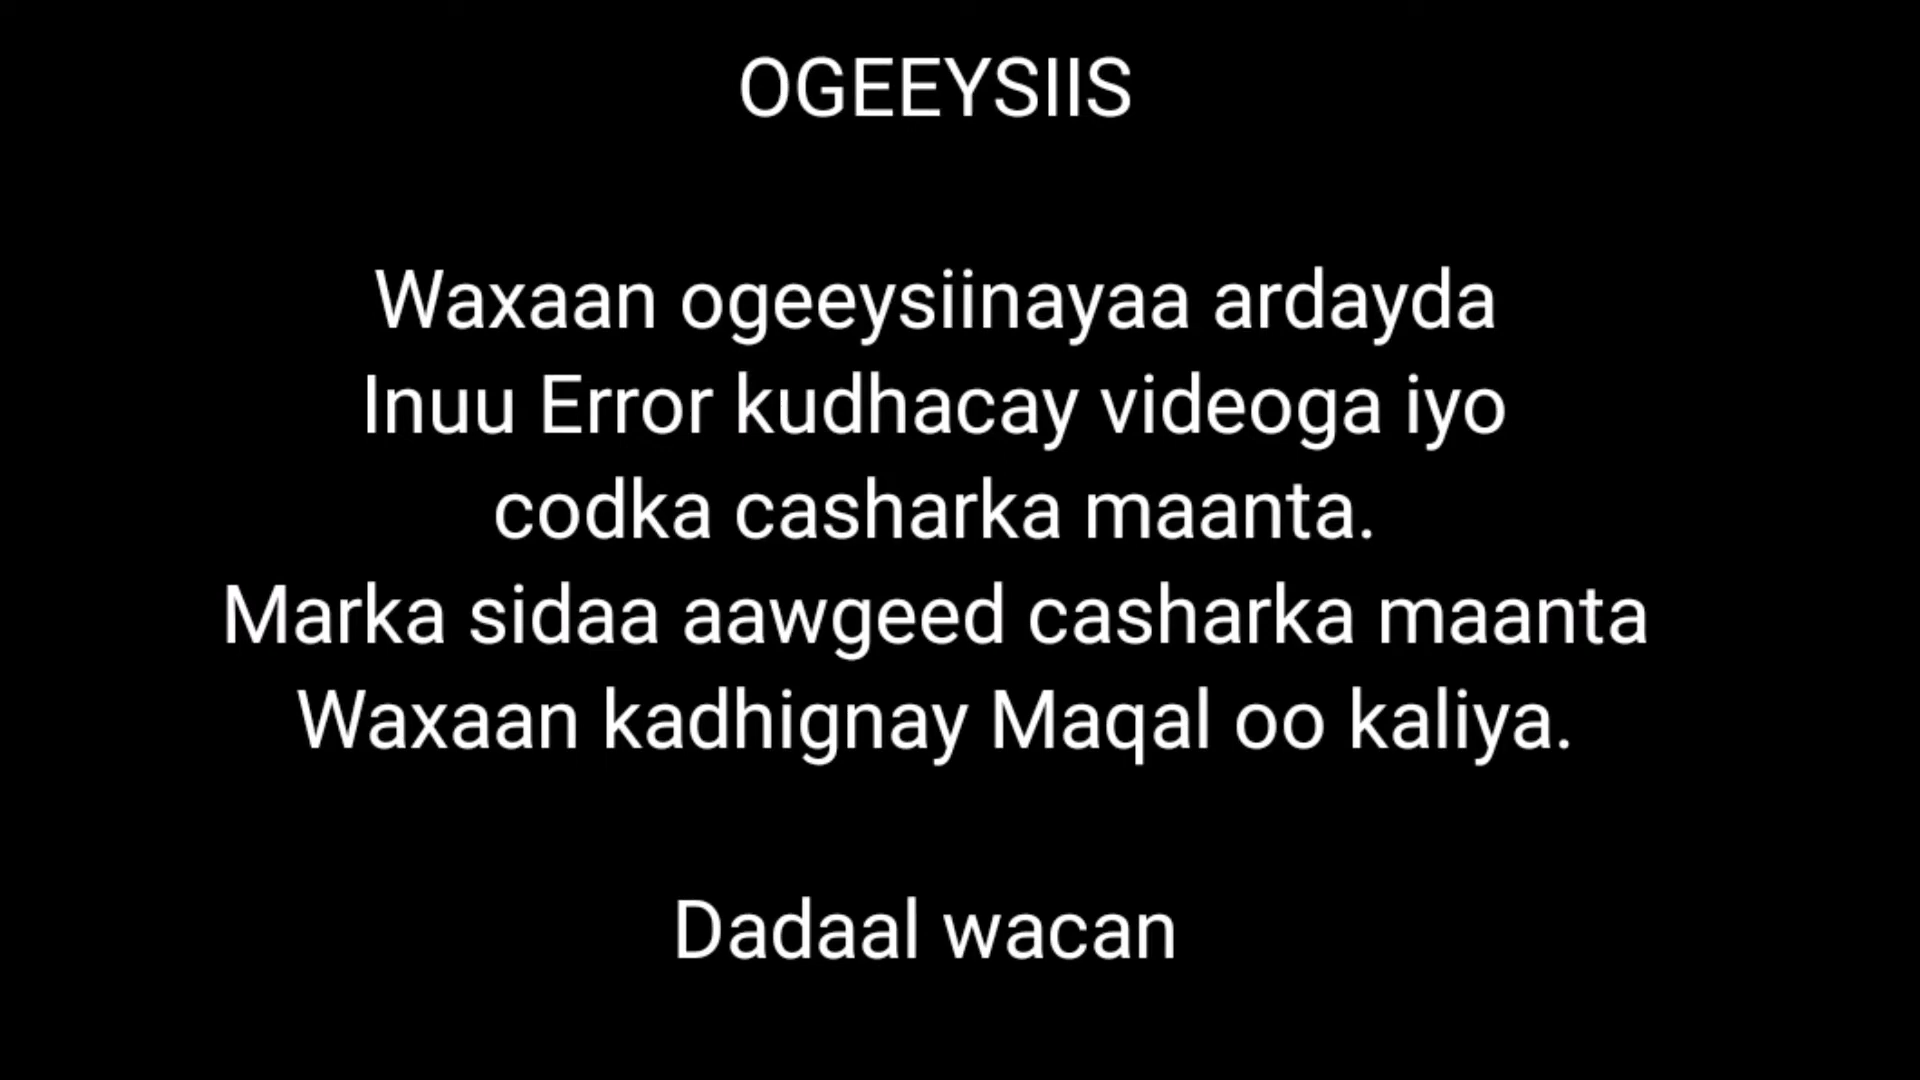 OGEEYSIIS
Waxaan ogeeysiinayaa ardayda
Inuu Error kudhacay videoga iyo
codka casharka maanta.
Marka sidaa aawgeed casharka maanta
Waxaan kadhignay Maqal oo kaliya.
Dadaal wacan